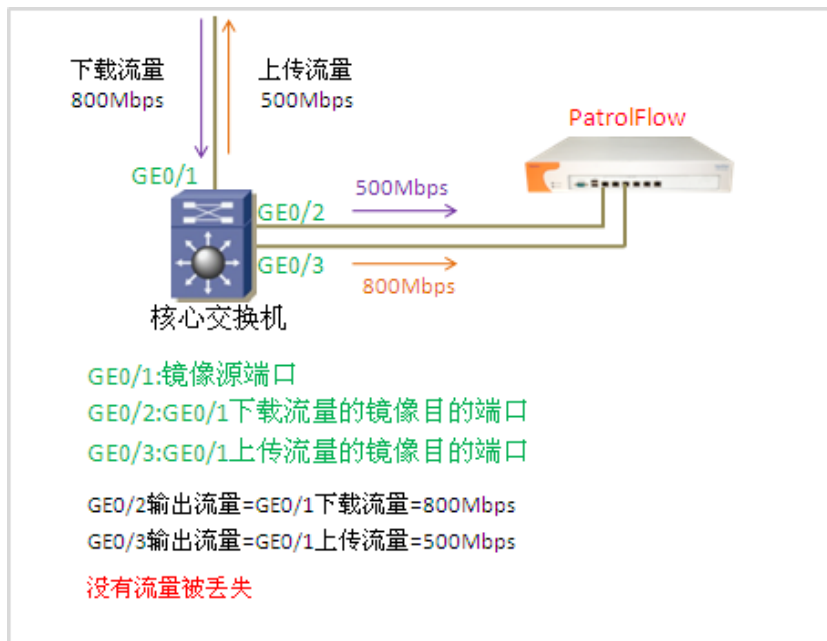 下载流量
800Mbps
上传流量
500Mbps
PatrolFlow
GE0/1
GE0/2
500Mbps
GE0/3
800Mbps
核心交换机
GE0/1:镜像源端口
GE0/2:GE0/1下载流量的镜像目的端口
GE0/3:GE0/1上传流量的镜像目的端口
GE0/2输出流量=GE0/1下载流量=800Mbps
GE0/3输出流量=GE0/1上传流量=500Mbps
没有流量被丢失